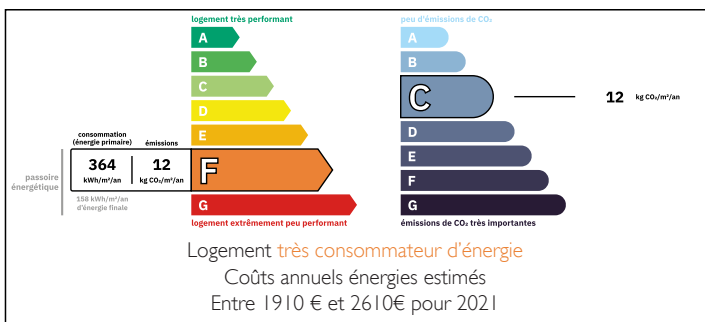 logement très performant
A
B
C
D
E
consommation
(énergie primaire)
émissions
364
kWh/m²/an
12
kg CO₂/m²/an
F
passoire
énergétique
158 kWh/m²/an
d'énergie finale
G
logement extrêmement peu performant
peu d'émissions de CO₂
A
B
C
12 kg CO₂/m²/an
D
E
F
G
émissions de CO₂ très importantes
Logement très consommateur d'énergie
Coûts annuels énergies estimés
Entre 1910 € et 2610€ pour 2021